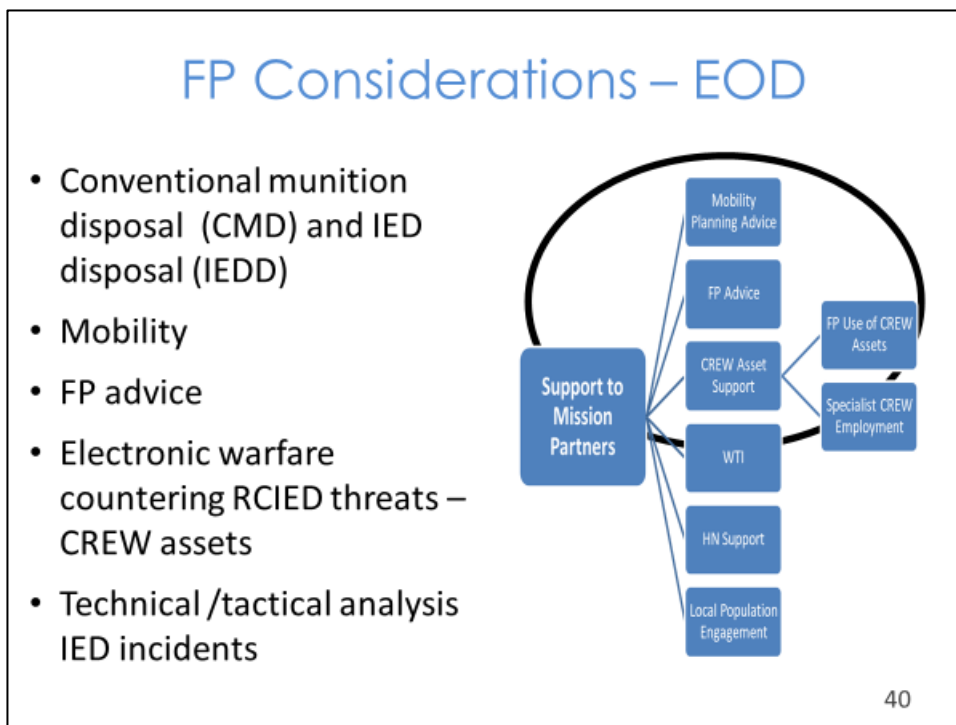 FP Considerations – EOD
• Conventional munition
disposal  (CMD) and IED
disposal (IEDD)
• Mobility
• FP advice
• Electronic warfare
countering RCIED threats –
CREW assets
• Technical /tactical analysis
IED incidents
Support to
Mission
Partners
Mobility
Planning Advice
FP Advice
CREW Asset
Support
WTI
HN Support
Local Population
Engagement
FP Use of CREW
Assets
Specialist CREW
Employment
40